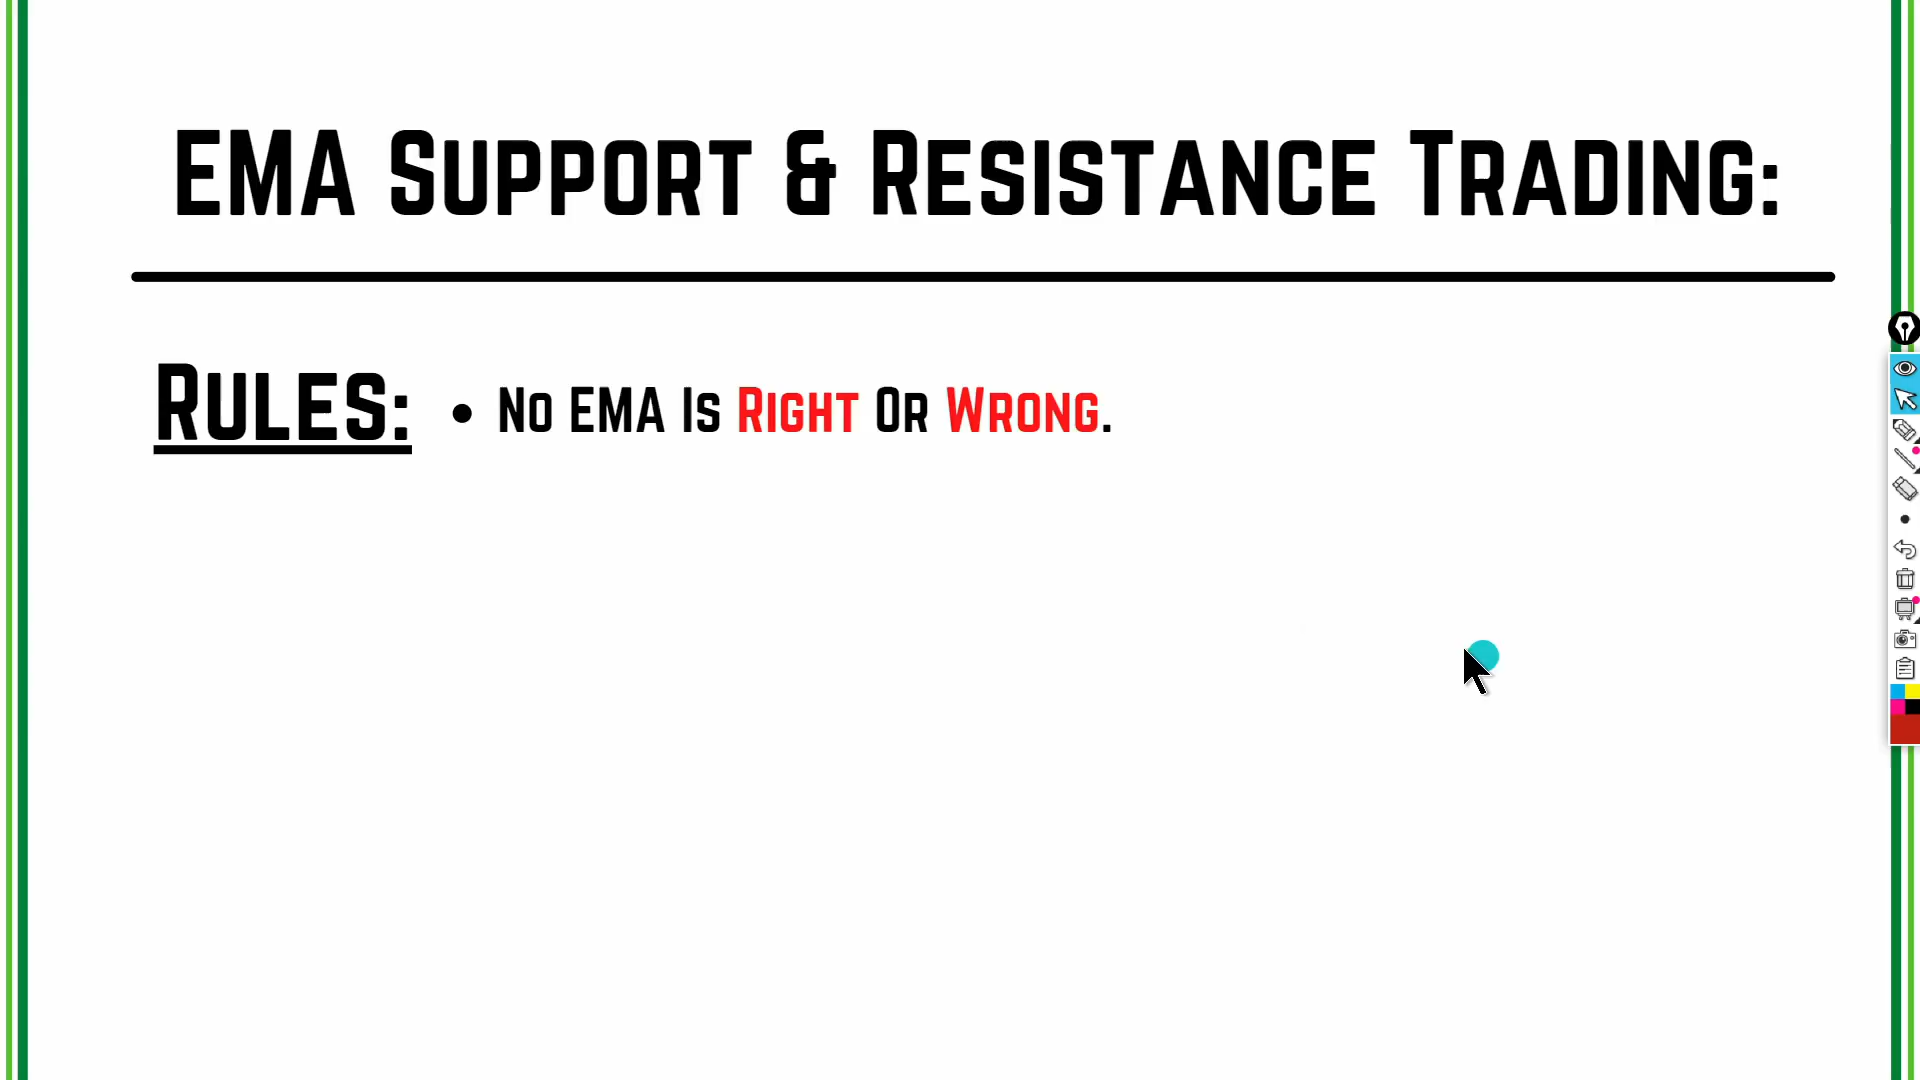 EMA Support & Resistance Trading:
Rules: • No EMA Is Right Or Wrong.